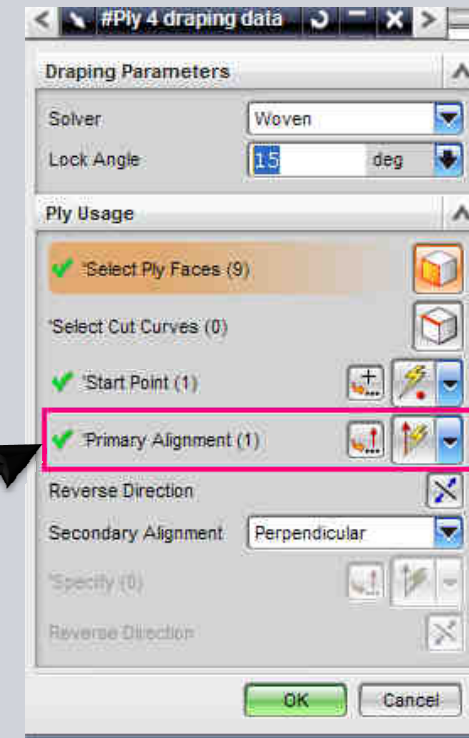 #Ply 4 draping data
Draping Parameters
Solver Woven
Lock Angle 15 deg
Ply Usage
*Select Ply Faces (9)
*Select Cut Curves (0)
*Start Point (1)
*Primary Alignment (1)
Reverse Direction
Secondary Alignment Perpendicular
*Specify (0)
Reverse Direction
OK Cancel